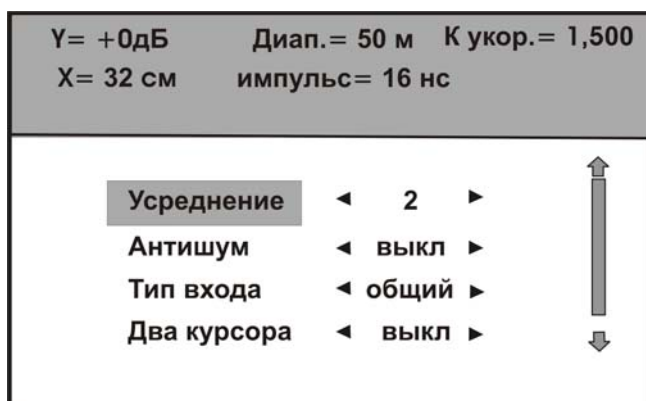 Y= +0дБ Диап.= 50 м К укор.= 1,500
X= 32 см импульс= 16 нс
Усреднение ◄ 2 ►
Антишум ◄ выкл ►
Тип входа ◄ общий ►
Два курсора ◄ выкл ►